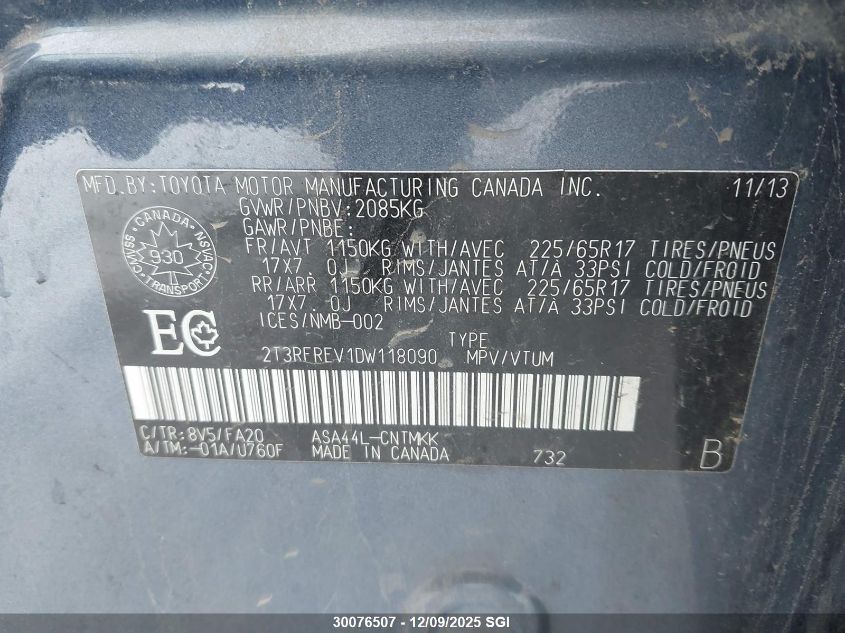 MFD.BY:TOYOTA MOTOR MANUFACTURING CANADA INC. 11/13
GVWR/PNBV:2085KG
GAWR/PNBE:
FR/AVT 1150KG WITH/AVEC 225/65R17 TIRES/PNEUS
17X7.0J RIMS/JANTES AT/À 33PSI COLD/FROID
RR/ARR 1150KG WITH/AVEC 225/65R17 TIRES/PNEUS
17X7.0J RIMS/JANTES AT/À 33PSI COLD/FROID
ICES/NMB-002
CANADA
CMVSS 930 NSVAC
TRANSPORT
EC
TYPE
2T3RFREV1DW118090 MPV/VTUM
C/TR:8V5/FA20 ASA44L-CNTMKK
A/TM:-01A/U760F MADE IN CANADA 732 B
30076507 - 12/09/2025 SGI